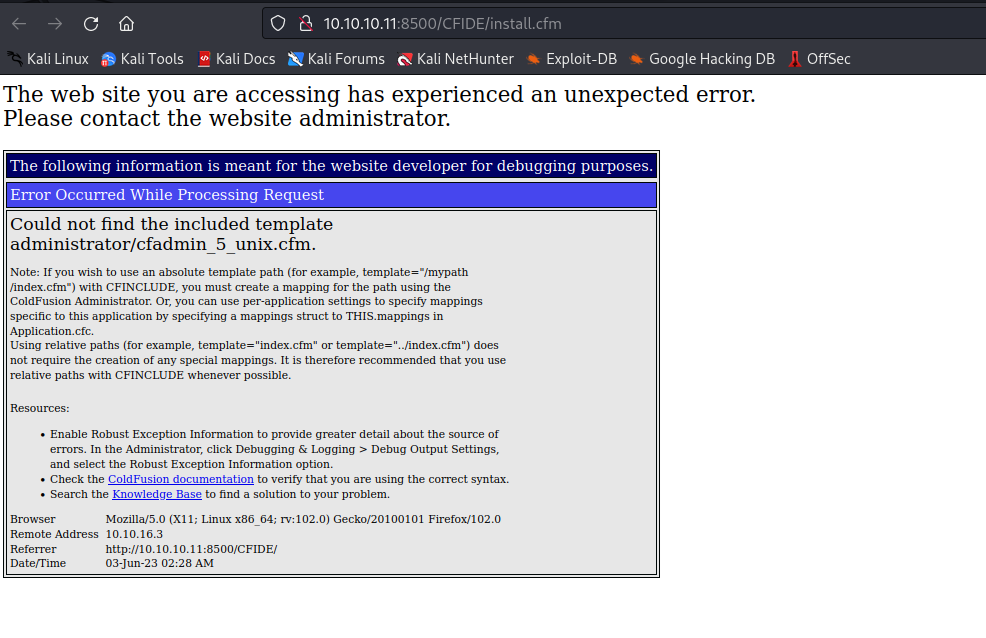 10.10.10.11:8500/CFIDE/install.cfm
Kali Linux Kali Tools Kali Docs Kali Forums Kali NetHunter Exploit-DB Google Hacking DB OffSec
The web site you are accessing has experienced an unexpected error.
Please contact the website administrator.
The following information is meant for the website developer for debugging purposes.
Error Occurred While Processing Request
Could not find the included template
administrator/cfadmin_5_unix.cfm.
Note: If you wish to use an absolute template path (for example, template="/mypath
/index.cfm") with CFINCLUDE, you must create a mapping for the path using the
ColdFusion Administrator. Or, you can use per-application settings to specify mappings
specific to this application by specifying a mappings struct to THIS.mappings in
Application.cfc.
Using relative paths (for example, template="index.cfm" or template="../index.cfm") does
not require the creation of any special mappings. It is therefore recommended that you use
relative paths with CFINCLUDE whenever possible.
Resources:
• Enable Robust Exception Information to provide greater detail about the source of
errors. In the Administrator, click Debugging & Logging > Debug Output Settings,
and select the Robust Exception Information option.
• Check the ColdFusion documentation to verify that you are using the correct syntax.
• Search the Knowledge Base to find a solution to your problem.
Browser Mozilla/5.0 (X11; Linux x86_64; rv:102.0) Gecko/20100101 Firefox/102.0
Remote Address 10.10.16.3
Referrer http://10.10.10.11:8500/CFIDE/
Date/Time 03-Jun-23 02:28 AM